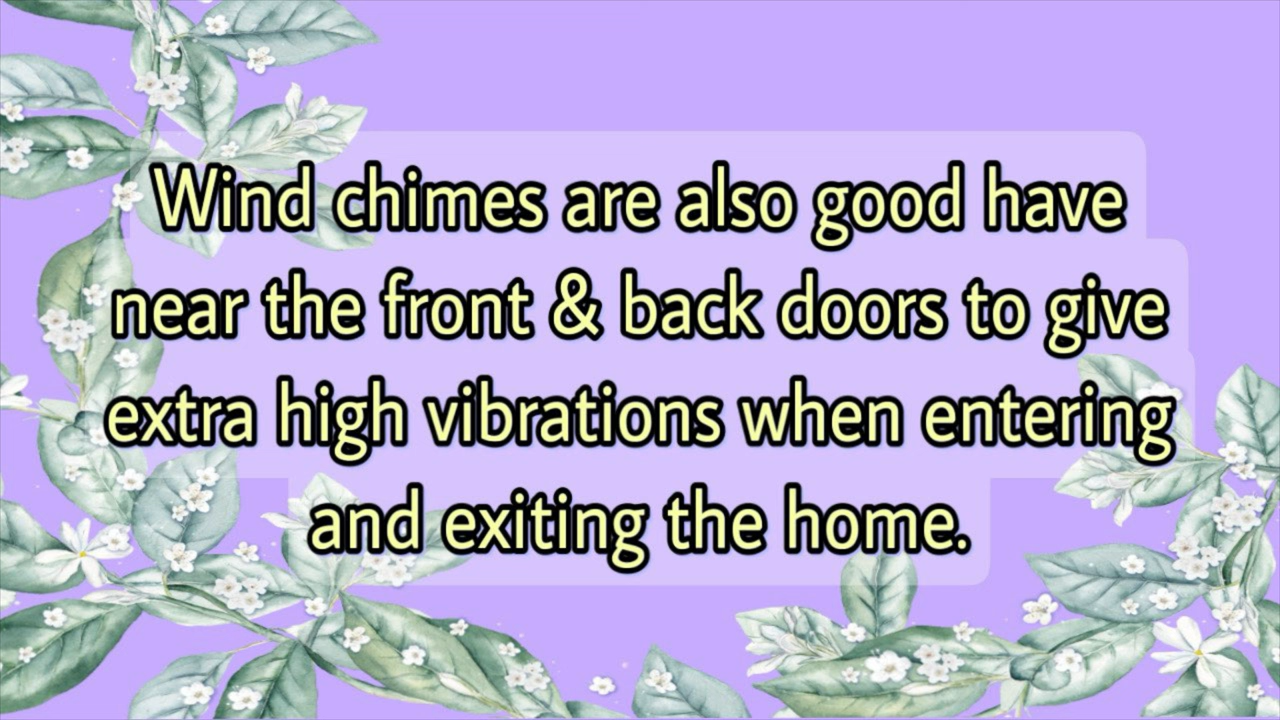 Wind chimes are also good have
near the front & back doors to give
extra high vibrations when entering
and exiting the home.